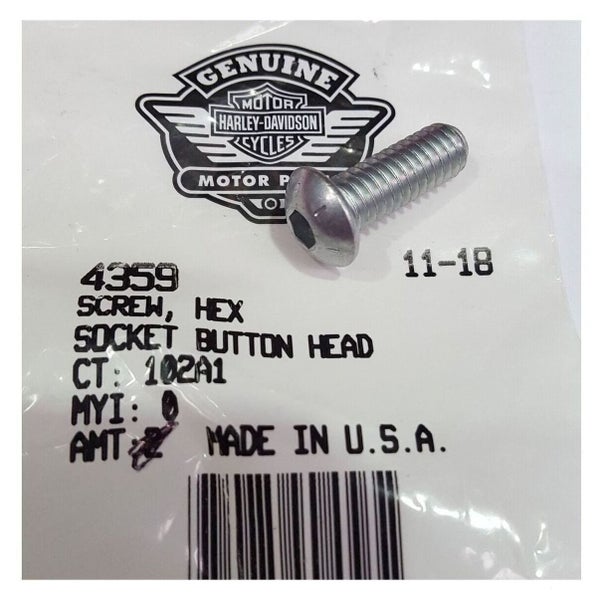 GENUINE
MOTOR
HARLEY-DAVIDSON
CYCLES
MOTOR P
4359
11-18
SCREW, HEX
SOCKET BUTTON HEAD
CT: 102A1
MYI: 0
AMT:2 MADE IN U.S.A.